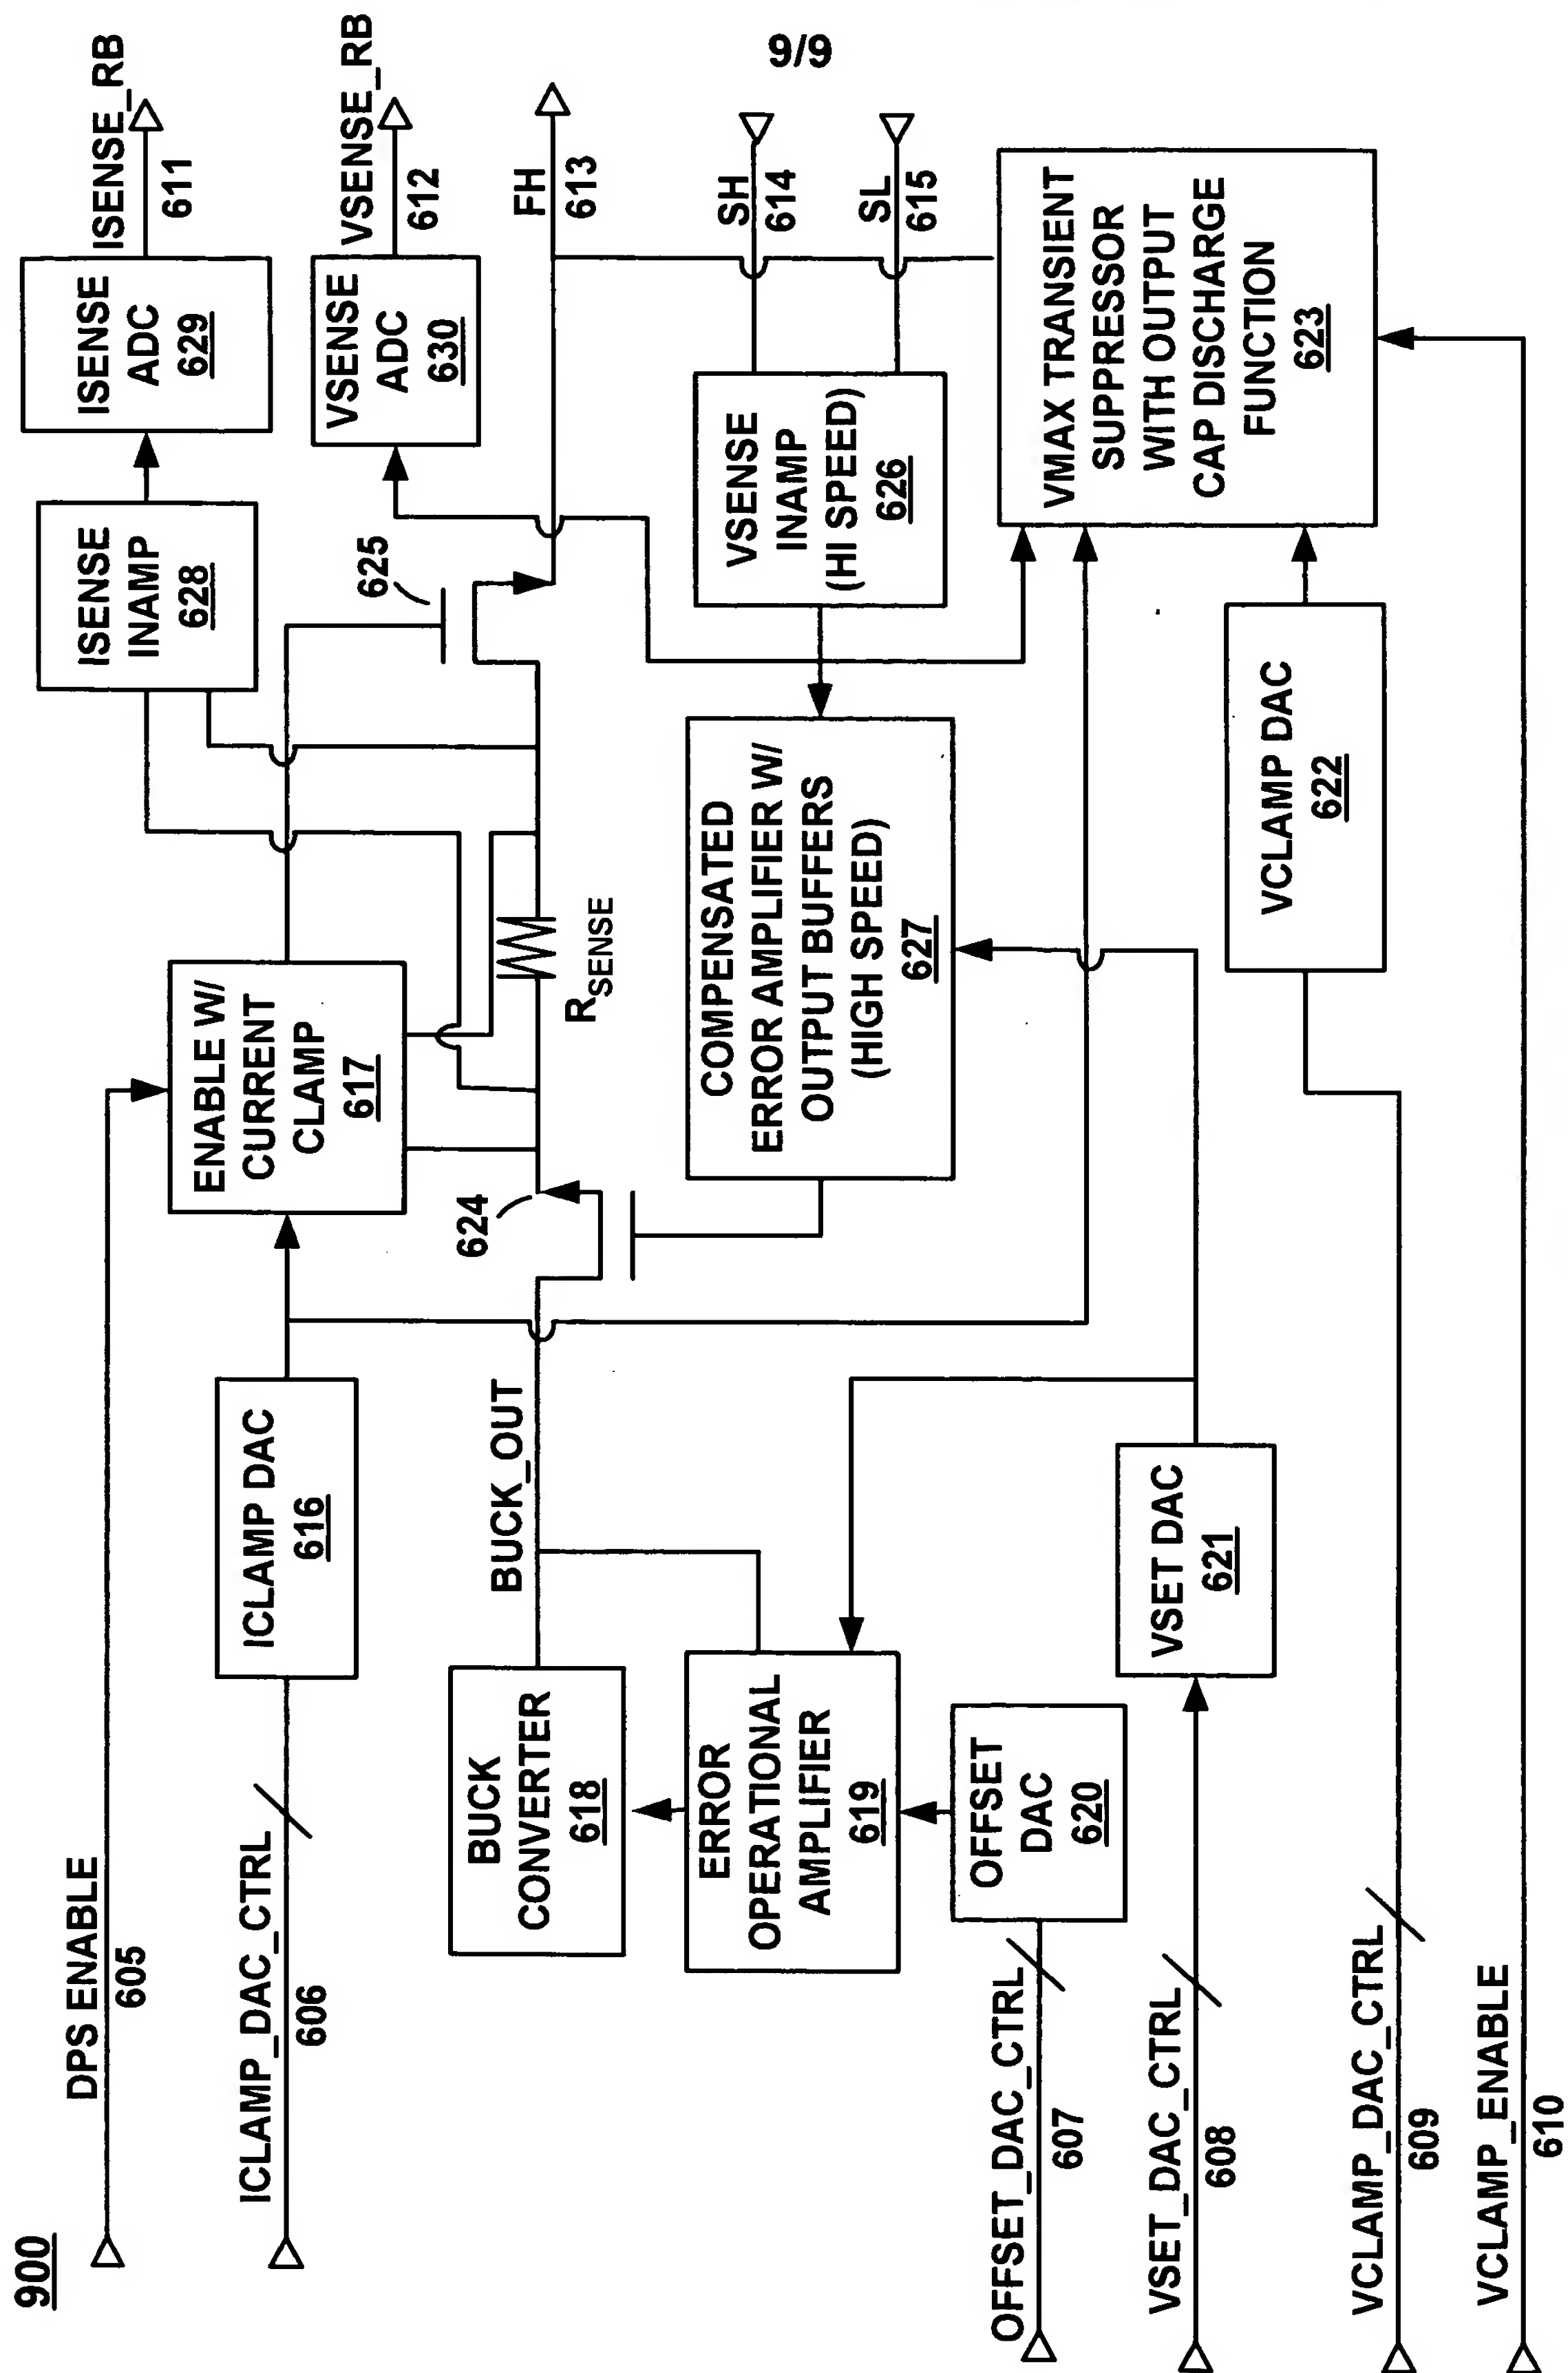 9/9
900
DPS ENABLE
605
ICLAMP_DAC_CTRL
606
OFFSET_DAC_CTRL
607
VSET_DAC_CTRL
608
VCLAMP_DAC_CTRL
609
VCLAMP_ENABLE
610
ICLAMP DAC
616
BUCK
CONVERTER
618
BUCK_OUT
ERROR
OPERATIONAL
AMPLIFIER
619
OFFSET
DAC
620
VSET DAC
621
ENABLE W/
CURRENT
CLAMP
617
624
RSENSE
COMPENSATED
ERROR AMPLIFIER W/
OUTPUT BUFFERS
(HIGH SPEED)
627
VCLAMP DAC
622
ISENSE
INAMP
628
625
VSENSE
INAMP
(HI SPEED)
626
ISENSE
ADC
629
VSENSE
ADC
630
VMAX TRANSIENT
SUPPRESSOR
WITH OUTPUT
CAP DISCHARGE
FUNCTION
623
ISENSE_RB
611
VSENSE_RB
612
FH
613
SH
614
SL
615